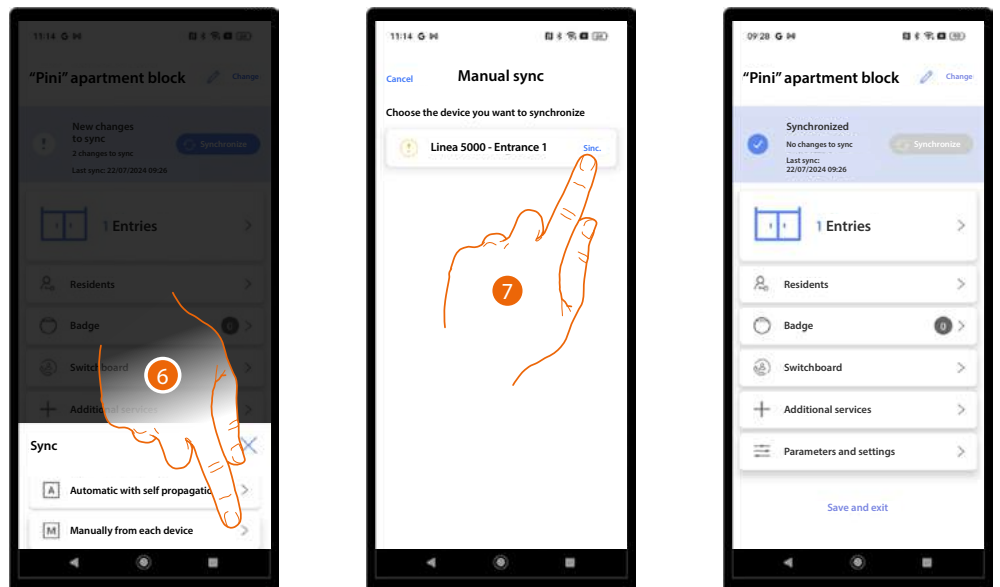 11:14 G
"Pini" apartment block
Change
New changes
to sync
2 changes to sync
Last sync: 22/07/2024 09:26
Synchronize
1 Entries
Residents
Badge
0
Switchboard
Additional services
6
Sync
A Automatic with self propagatio
M Manually from each device
11:14 G
Cancel
Manual sync
Choose the device you want to synchronize
Linea 5000 - Entrance 1
Sinc.
7
09:28 G
"Pini" apartment block
Change
Synchronized
No changes to sync
Last sync:
22/07/2024 09:26
Synchronize
1 Entries
Residents
Badge
0
Switchboard
Additional services
Parameters and settings
Save and exit